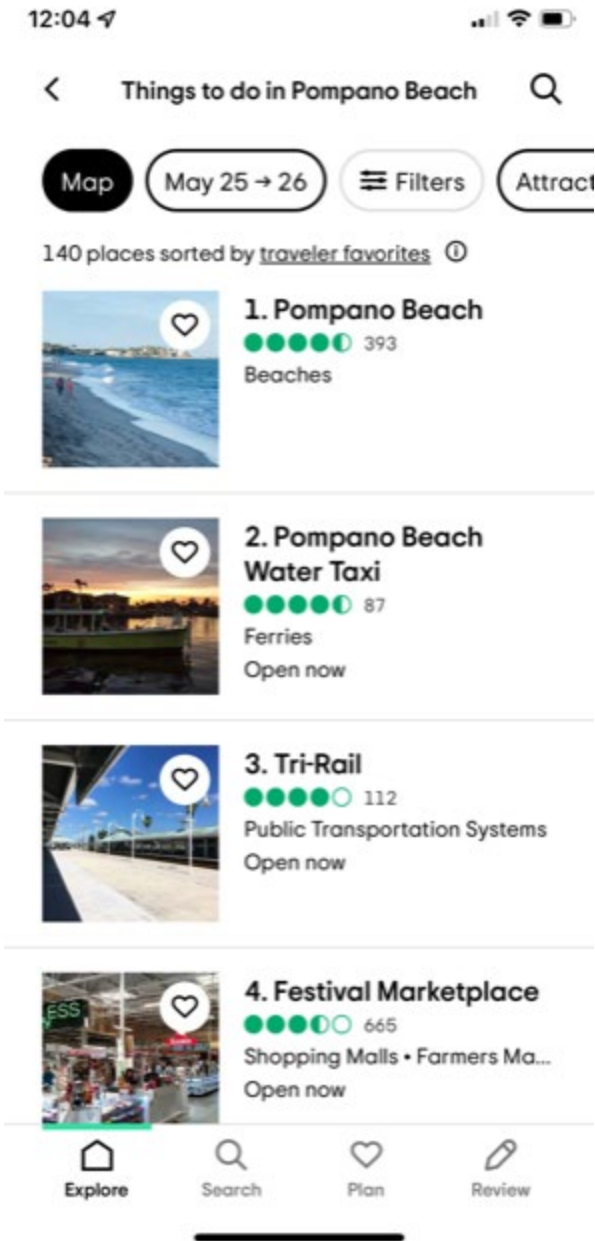 12:04
Things to do in Pompano Beach
Map
May 25 → 26
Filters
Attract
140 places sorted by traveler favorites
1. Pompano Beach
393
Beaches
2. Pompano Beach
Water Taxi
87
Ferries
Open now
3. Tri-Rail
112
Public Transportation Systems
Open now
ESS
4. Festival Marketplace
665
Shopping Malls • Farmers Ma...
Open now
Explore
Search
Plan
Review